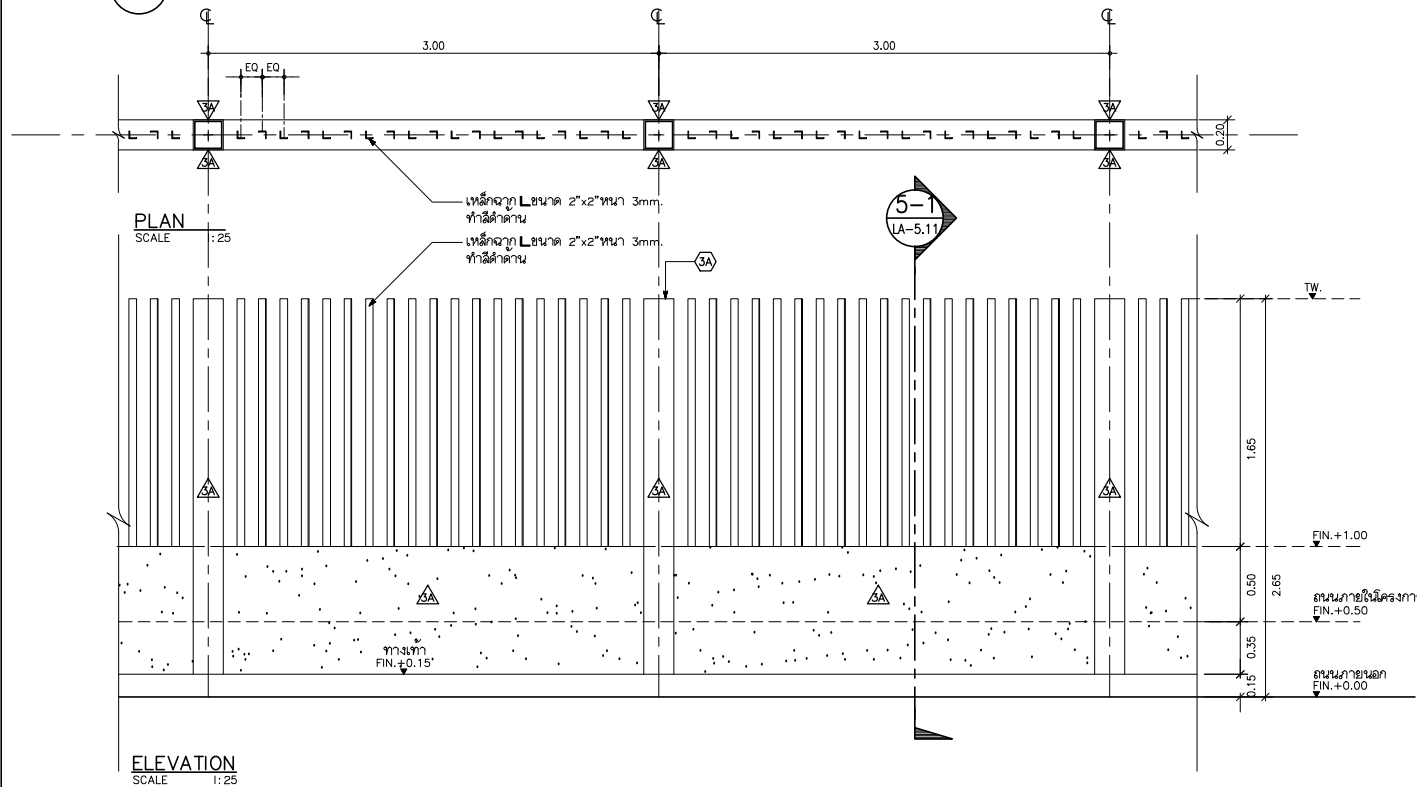 ℄ ℄ ℄
3.00 3.00
EQ EQ
3A 3A 3A
0.20
3A 3A 3A
เหล็กฉาก L ขนาด 2"x2"หนา 3mm.
ทำสีดำด้าน
PLAN
SCALE 1:25
เหล็กฉาก L ขนาด 2"x2"หนา 3mm.
ทำสีดำด้าน
5-1
LA-5.11
3A
TW.
1.65
3A 3A 3A
FIN.+1.00
0.50
2.65
3A 3A
ถนนภายในโครงกา
FIN.+0.50
0.35
ทางเท้า
FIN.+0.15
ถนนภายนอก
FIN.+0.00
0.15
ELEVATION
SCALE 1:25